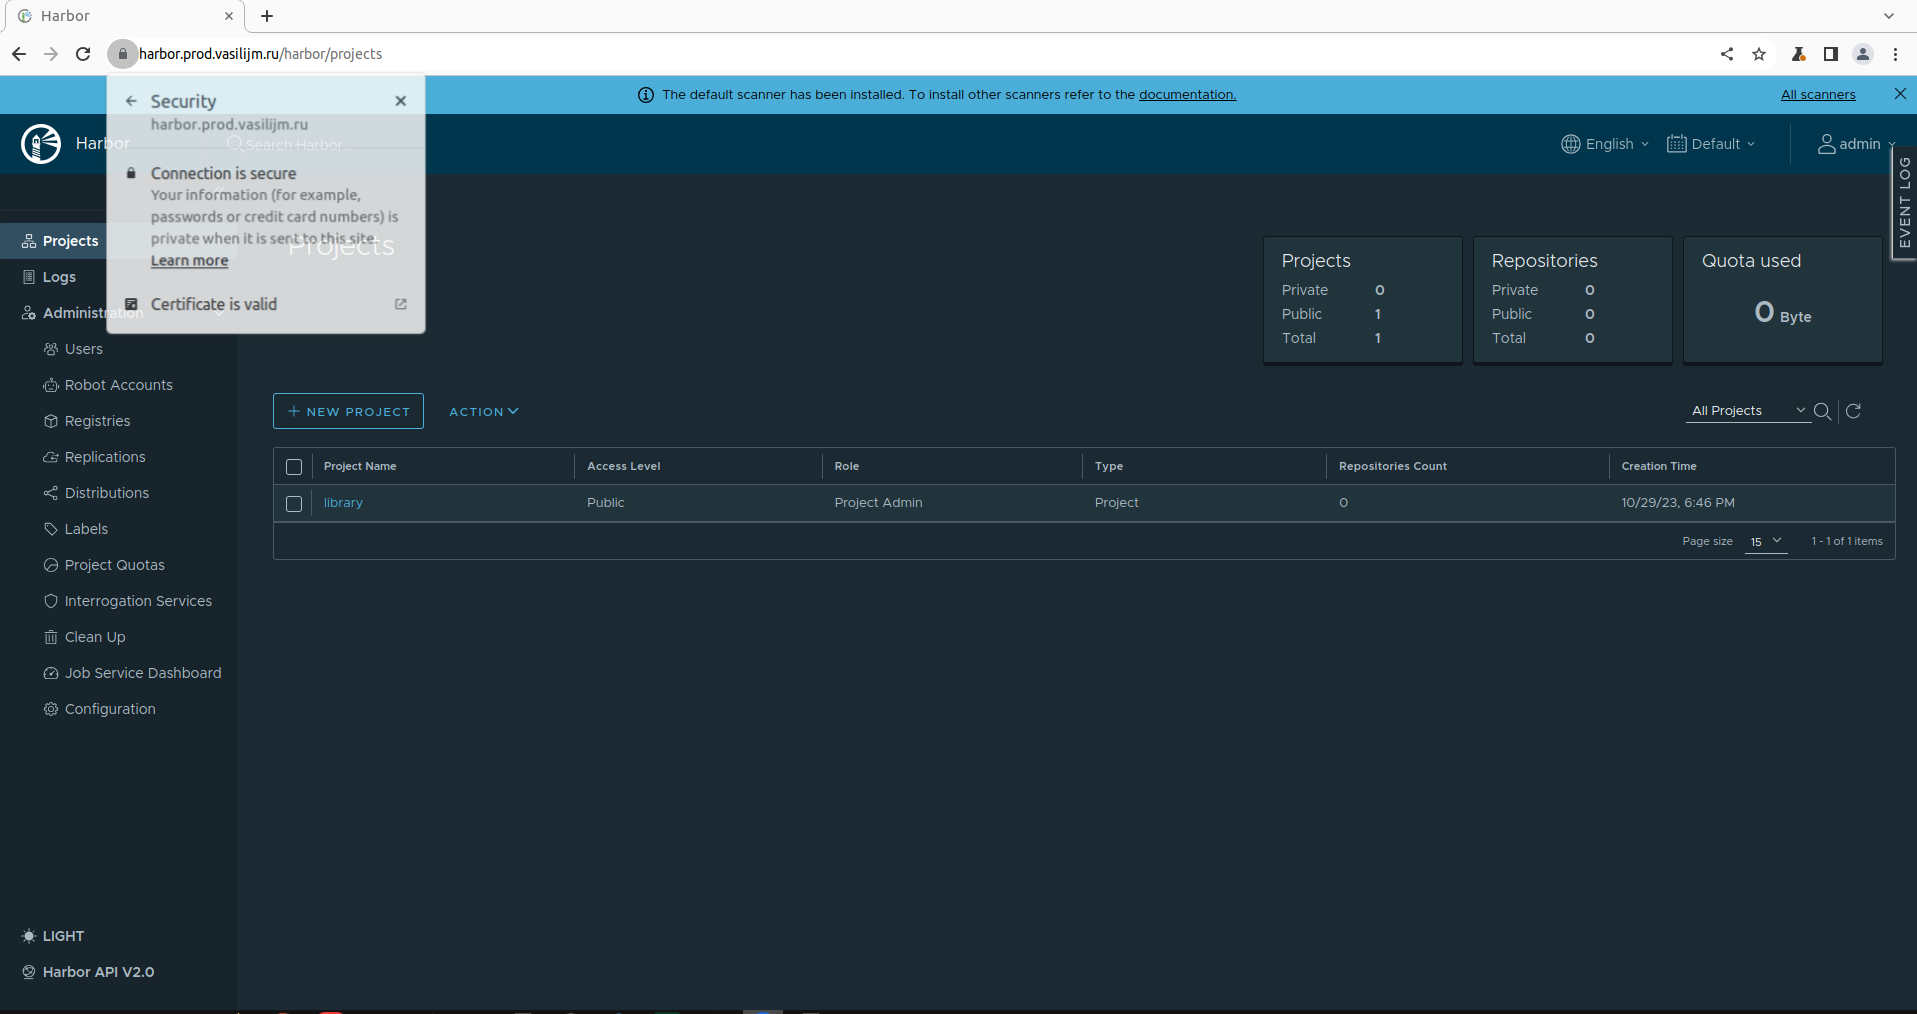 Harbor
harbor.prod.vasilijm.ru/harbor/projects
The default scanner has been installed. To install other scanners refer to the documentation.
All scanners
Security
harbor.prod.vasilijm.ru
Connection is secure
Your information (for example,
passwords or credit card numbers) is
private when it is sent to this site.
Learn more
Certificate is valid
Harbor
Search Harbor...
English
Default
admin
EVENT LOG
Projects
Logs
Administration
Users
Robot Accounts
Registries
Replications
Distributions
Labels
Project Quotas
Interrogation Services
Clean Up
Job Service Dashboard
Configuration
LIGHT
Harbor API V2.0
Projects
Projects
Private 0
Public 1
Total 1
Repositories
Private 0
Public 0
Total 0
Quota used
0 Byte
+ NEW PROJECT
ACTION
All Projects
Project Name Access Level Role Type Repositories Count Creation Time
library Public Project Admin Project 0 10/29/23, 6:46 PM
Page size 15 1 - 1 of 1 items